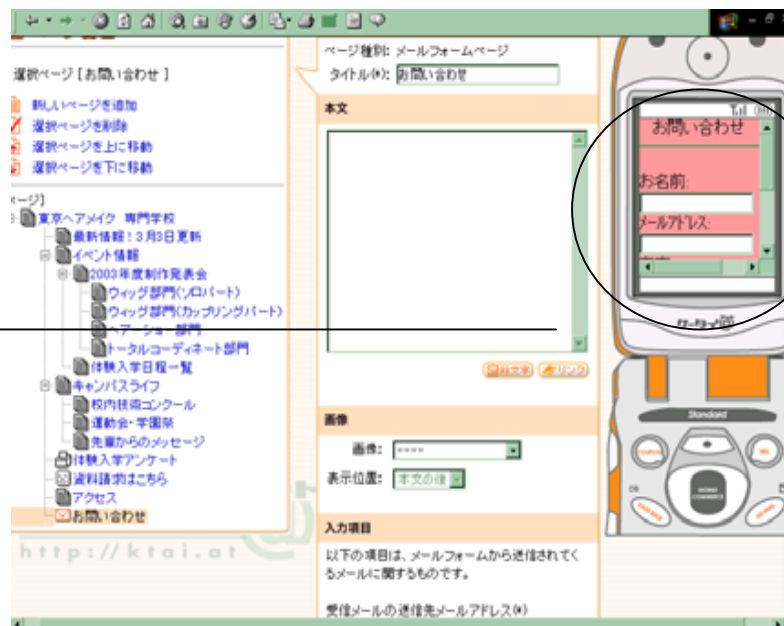 選択ページ [お問い合わせ ]
新しいページを追加
選択ページを削除
選択ページを上に移動
選択ページを下に移動
ページ]
東京ヘアメイク 専門学校
最新情報！3月3日更新
イベント情報
2003年度制作発表会
ウィッグ部門(ソロパート)
ウィッグ部門(カップリングパート)
ヘアーショー部門
トータルコーディネート部門
体験入学日程一覧
キャンパスライフ
校内技術コンクール
運動会・学園祭
先輩からのメッセージ
体験入学アンケート
資料請求はこちら
アクセス
お問い合わせ
http://ktai.at
ページ種別: メールフォームページ
タイトル(*): お問い合わせ
本文
絵文字 リンク
画像
画像: ----
表示位置: 本文の後
入力項目
以下の項目は、メールフォームから送信されてく
るメールに関するものです。
受信メールの送信先メールアドレス(*)
お問い合わせ
お名前:
メールアドレス:
ケータイ@
Standard